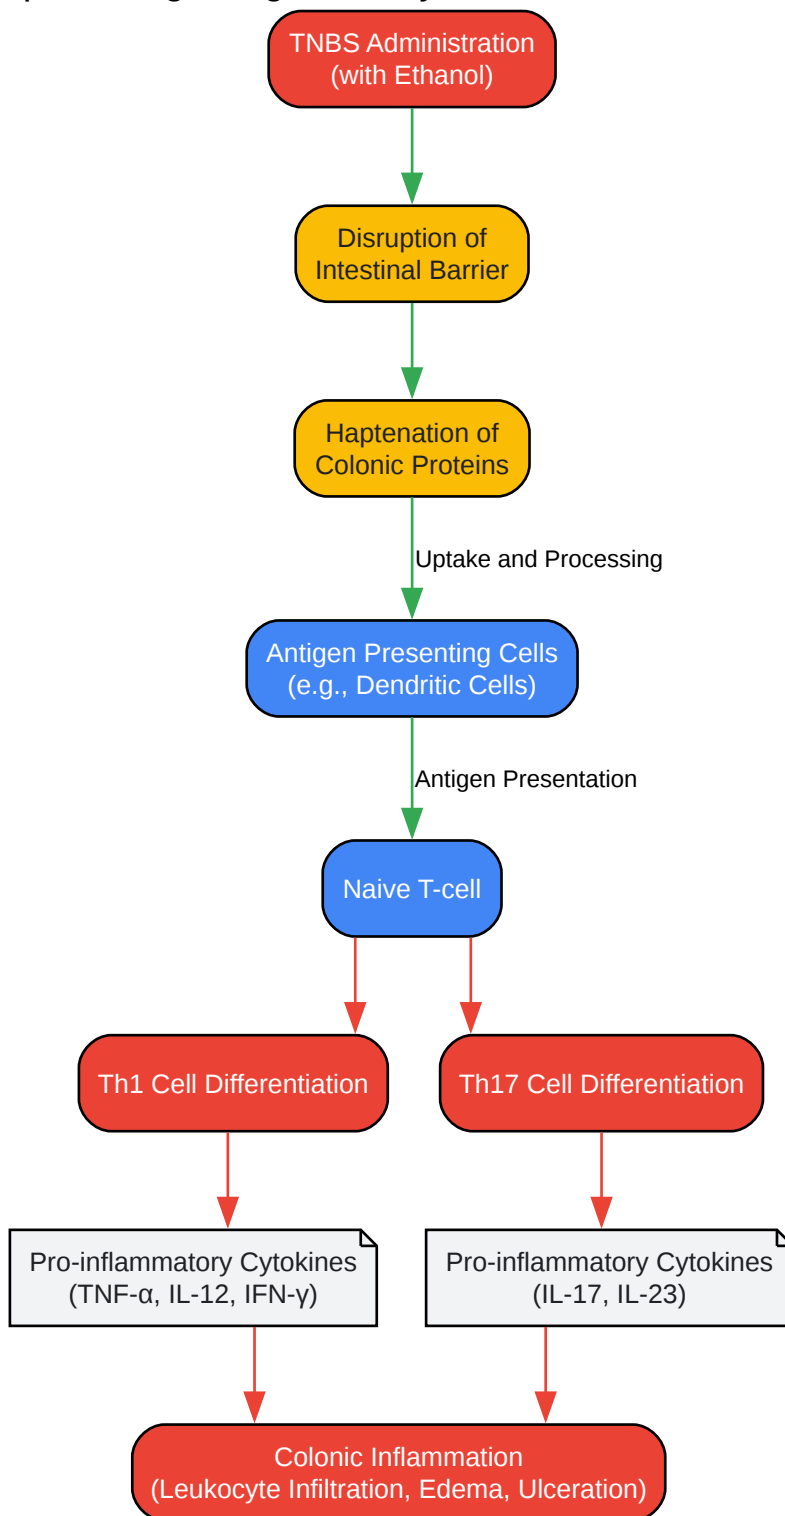 TNBS Administration
(with Ethanol)
Disruption of
Intestinal Barrier
Haptenation of
Colonic Proteins
Uptake and Processing
Antigen Presenting Cells
(e.g., Dendritic Cells)
Antigen Presentation
Naive T-cell
Th1 Cell Differentiation
Th17 Cell Differentiation
Pro-inflammatory Cytokines
(TNF-α, IL-12, IFN-γ)
Pro-inflammatory Cytokines
(IL-17, IL-23)
Colonic Inflammation
(Leukocyte Infiltration, Edema, Ulceration)